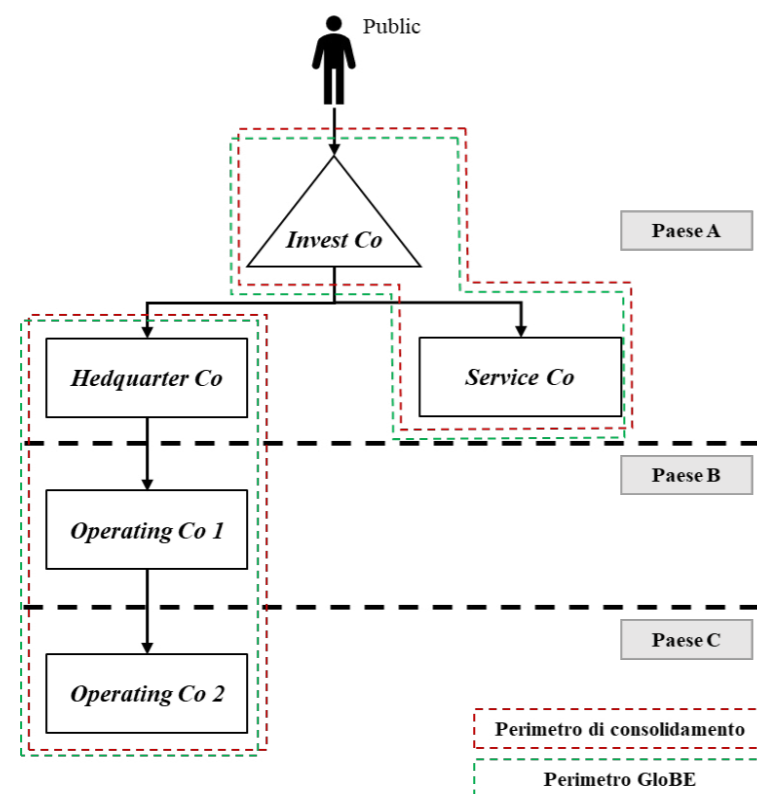 Public
Invest Co
Paese A
Hedquarter Co
Service Co
Paese B
Operating Co 1
Paese C
Operating Co 2
Perimetro di consolidamento
Perimetro GloBE